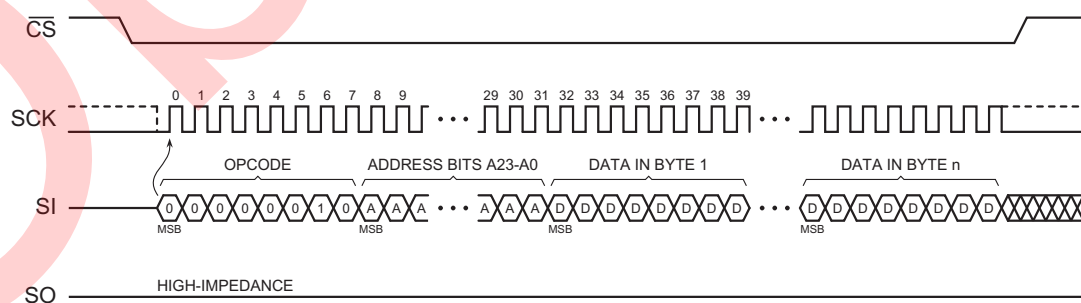 CS
0 1 2 3 4 5 6 7 8 9 29 30 31 32 33 34 35 36 37 38 39
SCK
OPCODE ADDRESS BITS A23-A0 DATA IN BYTE 1 DATA IN BYTE n
SI 0 0 0 0 0 0 1 0 A A A A A A D D D D D D D D D D D D D D D D
MSB MSB MSB MSB
HIGH-IMPEDANCE
SO